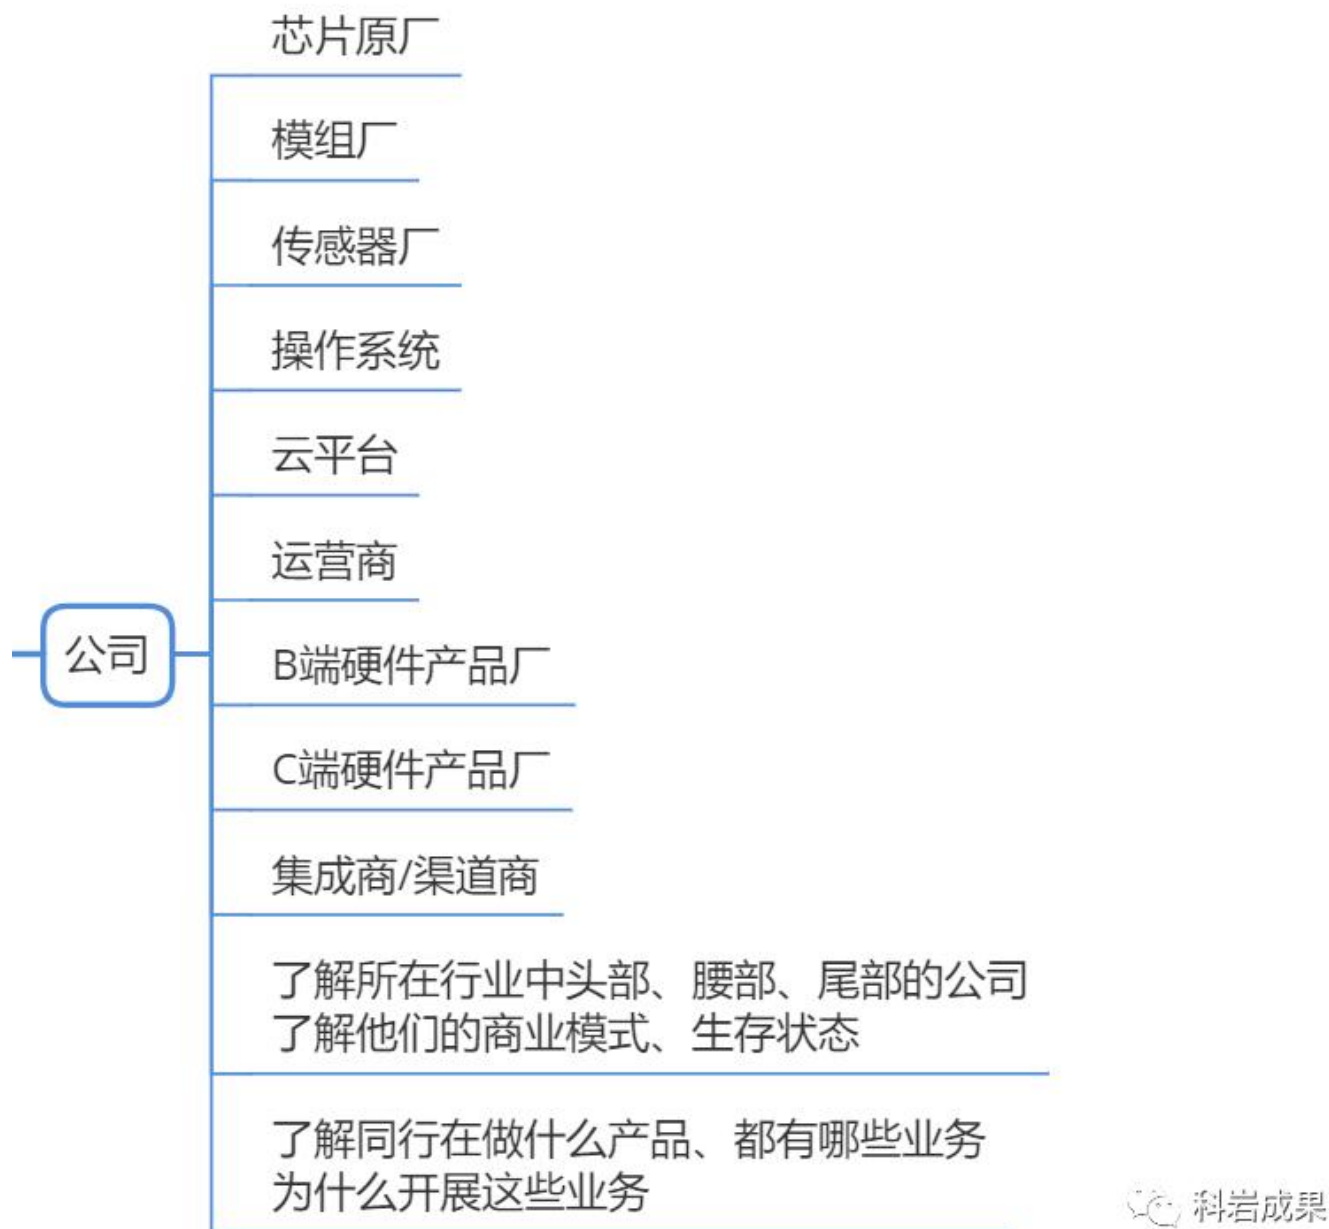 芯片原厂
模组厂
传感器厂
操作系统
云平台
运营商
公司
B端硬件产品厂
C端硬件产品厂
集成商/渠道商
了解所在行业中头部、腰部、尾部的公司
了解他们的商业模式、生存状态
了解同行在做什么产品、都有哪些业务
为什么开展这些业务
科岩成果